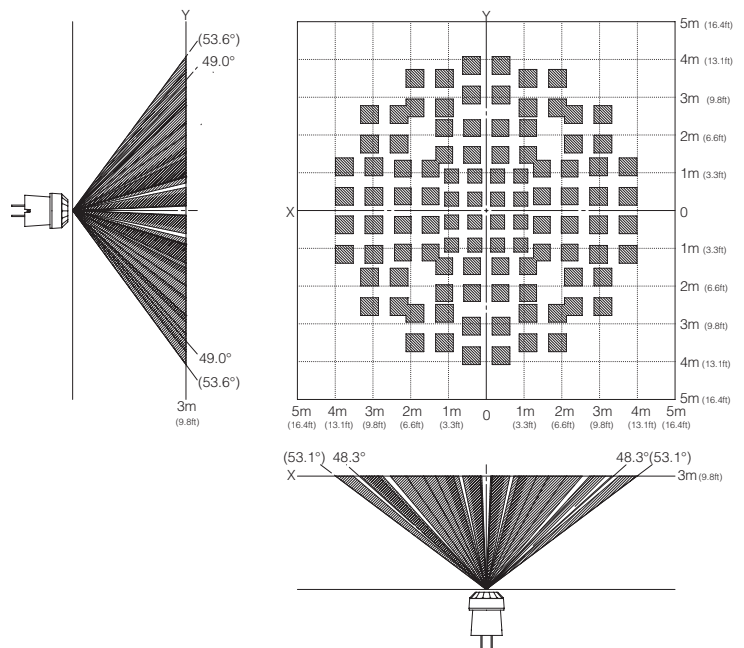 Y
(53.6°)
49.0°
49.0°
(53.6°)
3m
(9.8ft)
Y
5m (16.4ft)
4m (13.1ft)
3m (9.8ft)
2m (6.6ft)
1m (3.3ft)
X
0
1m (3.3ft)
2m (6.6ft)
3m (9.8ft)
4m (13.1ft)
5m (16.4ft)
5m 4m 3m 2m 1m 0 1m 2m 3m 4m 5m
(16.4ft) (13.1ft) (9.8ft) (6.6ft) (3.3ft) (3.3ft) (6.6ft) (9.8ft) (13.1ft) (16.4ft)
(53.1°) 48.3° 48.3° (53.1°)
X 3m (9.8ft)